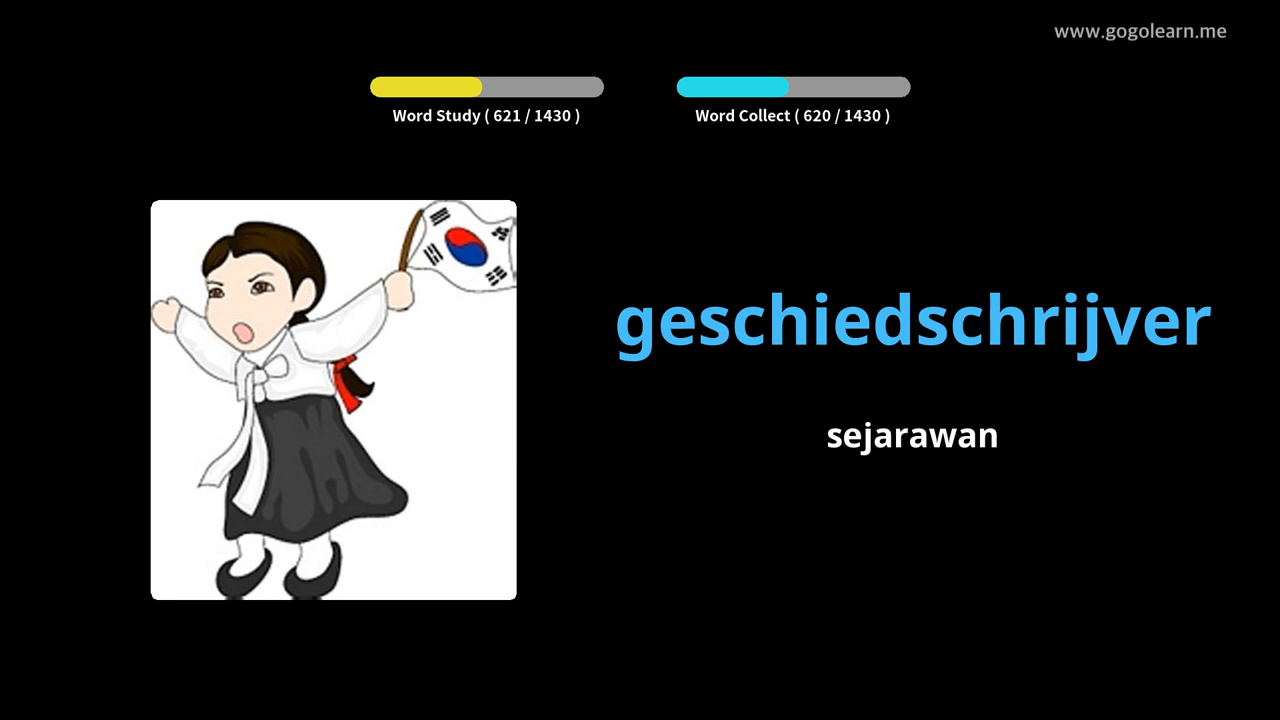 www.gogolearn.me
Word Study ( 621 / 1430 )
Word Collect ( 620 / 1430 )
geschiedschrijver
sejarawan